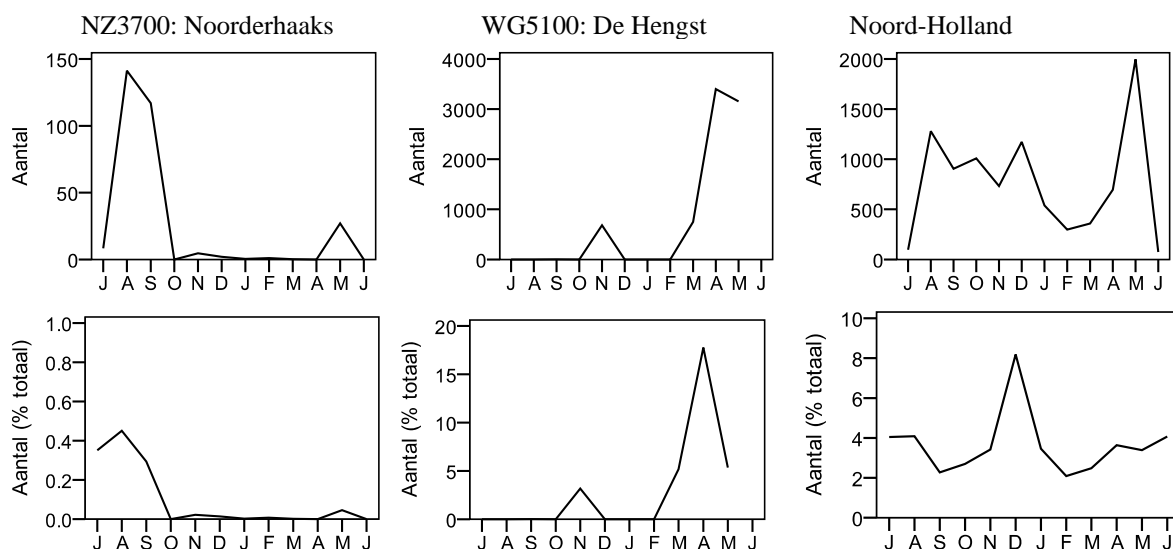 NZ3700: Noorderhaaks
WG5100: De Hengst
Noord-Holland
Aantal
150
100
50
0
J A S O N D J F M A M J
Aantal
4000
3000
2000
1000
0
J A S O N D J F M A M J
Aantal
2000
1500
1000
500
0
J A S O N D J F M A M J
Aantal (% totaal)
1.0
0.8
0.6
0.4
0.2
0.0
J A S O N D J F M A M J
Aantal (% totaal)
20
15
10
5
0
J A S O N D J F M A M J
Aantal (% totaal)
10
8
6
4
2
0
J A S O N D J F M A M J